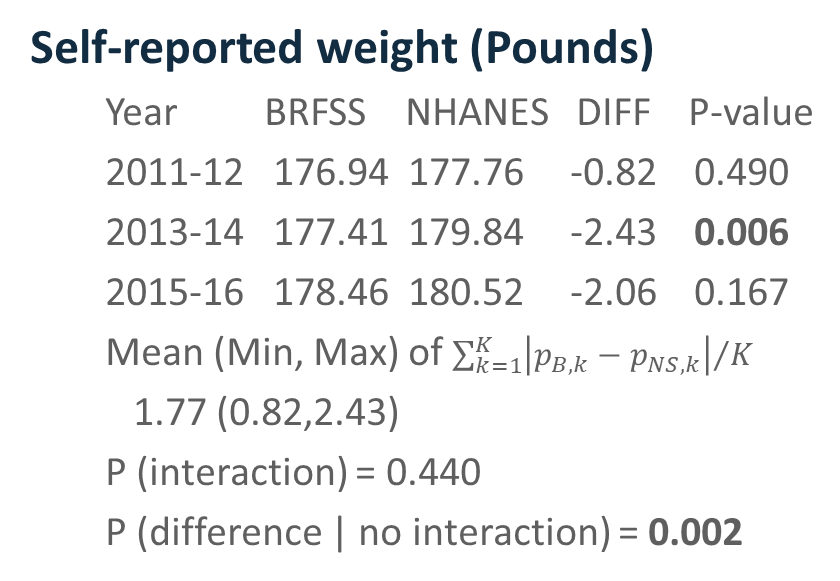 Self-reported weight (Pounds)
Year BRFSS NHANES DIFF P-value
2011-12 176.94 177.76 -0.82 0.490
2013-14 177.41 179.84 -2.43 0.006
2015-16 178.46 180.52 -2.06 0.167
Mean (Min, Max) of ∑ᴷₖ₌₁|p_{B,k} − p_{NS,k}|/K
1.77 (0.82,2.43)
P (interaction) = 0.440
P (difference | no interaction) = 0.002